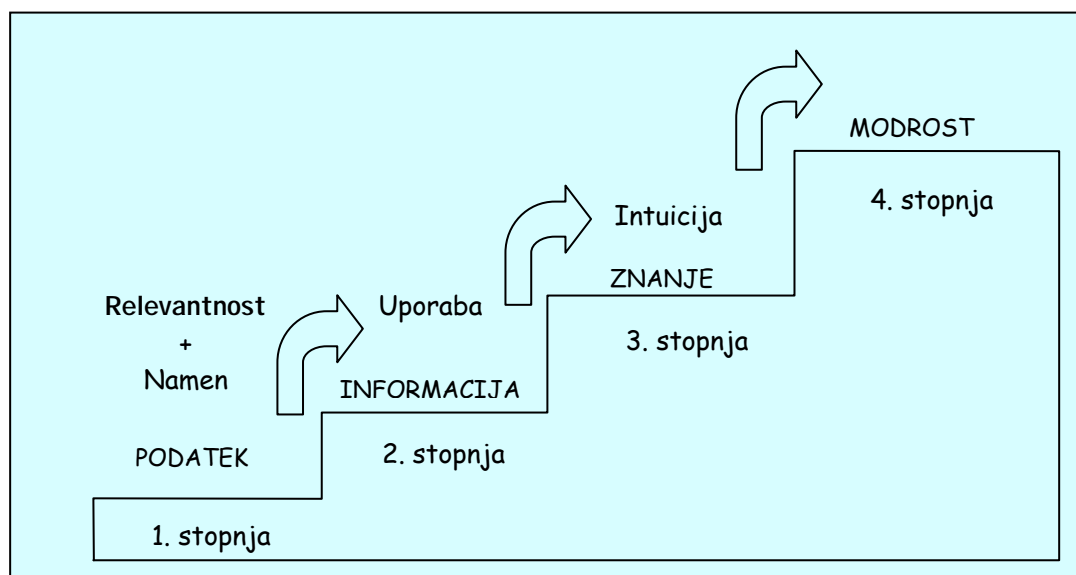 MODROST
4. stopnja
Intuicija
ZNANJE
3. stopnja
Relevantnost
+
Namen
Uporaba
INFORMACIJA
2. stopnja
PODATEK
1. stopnja